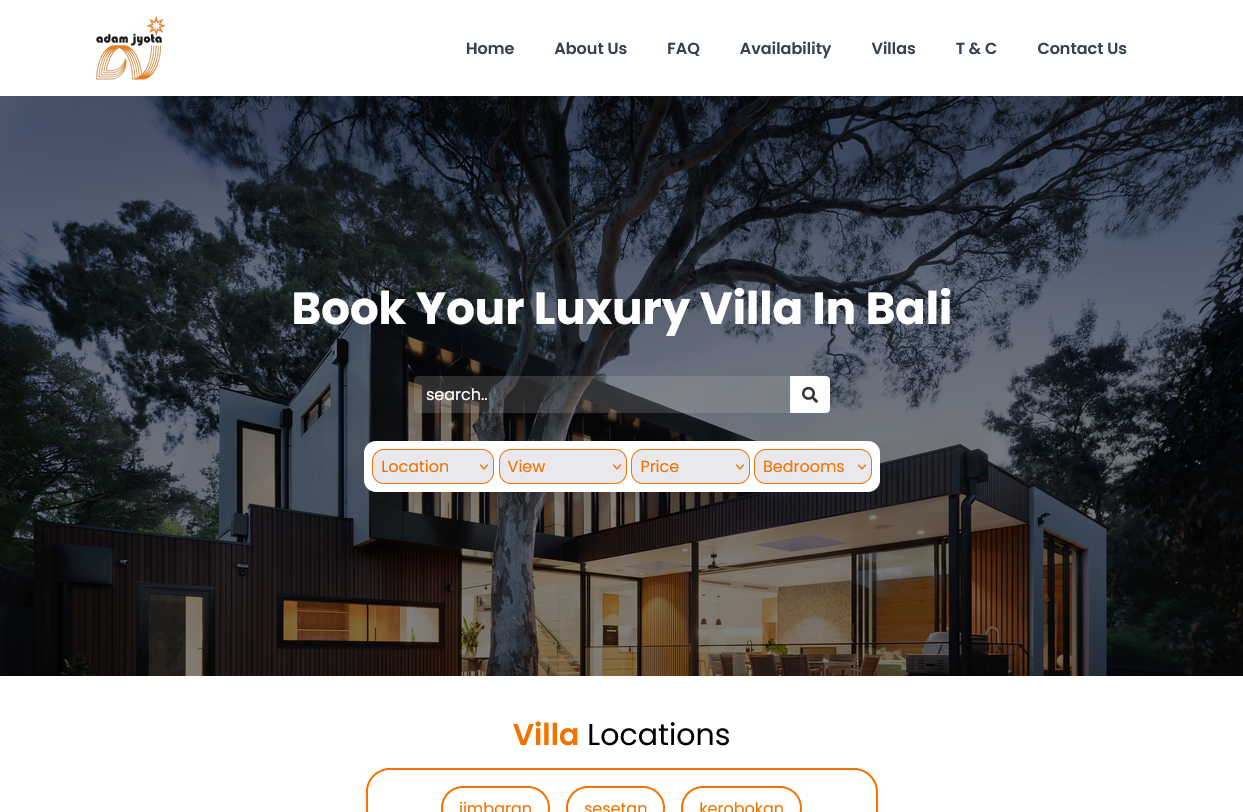 adam jyota
Home About Us FAQ Availability Villas T & C Contact Us
Book Your Luxury Villa In Bali
search..
Location View Price Bedrooms
Villa Locations
jimbaran sesetan kerobokan